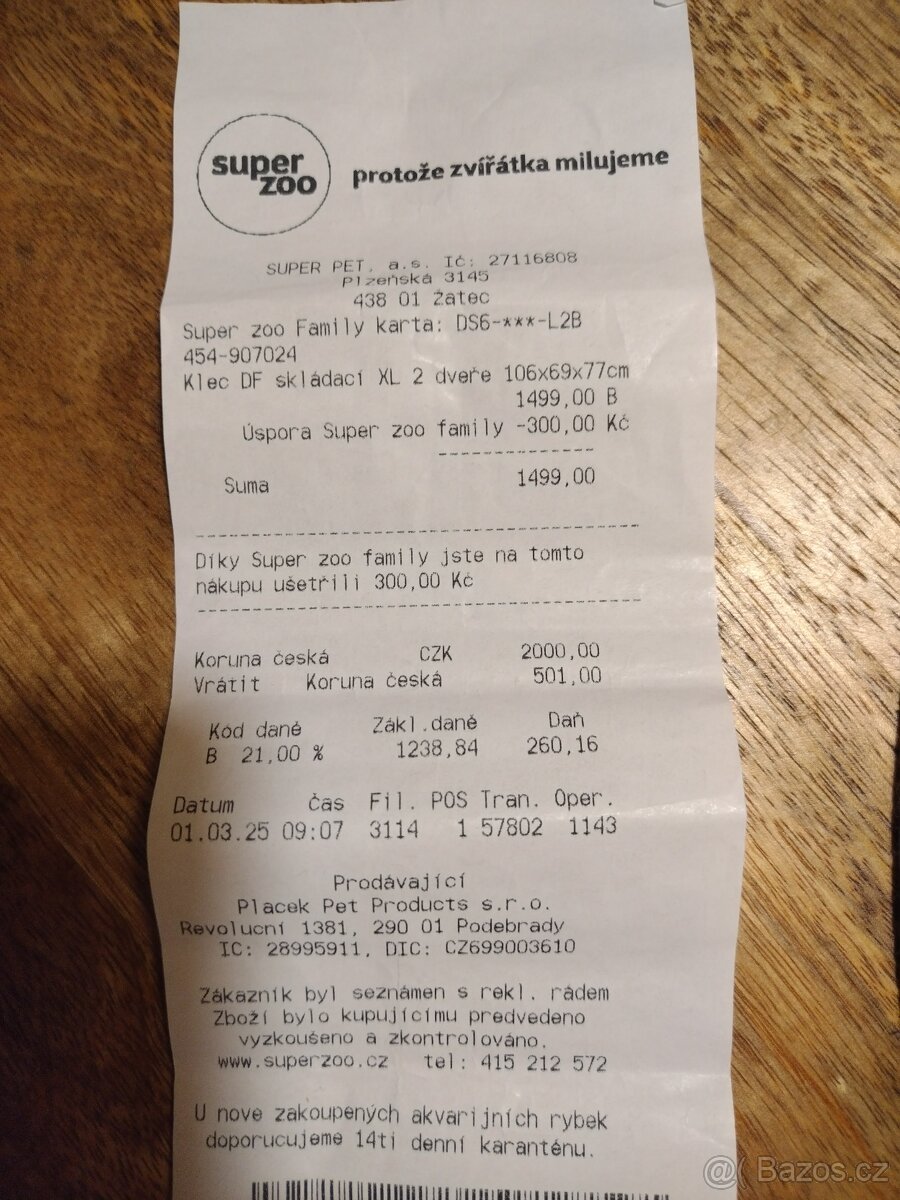 super zoo
protože zvířátka milujeme
SUPER PET, a.s. Ič: 27116808
Plzeňská 3145
438 01 Žatec
Super zoo Family karta: DS6-***-L2B
454-907024
Klec DF skládací XL 2 dveře 106x69x77cm
1499,00 B
Úspora Super zoo family -300,00 Kč
Suma 1499,00
Díky Super zoo family jste na tomto
nákupu ušetřili 300,00 Kč
Koruna česká CZK 2000,00
Vrátit Koruna česká 501,00
Kód daně Zákl.daně Daň
B 21,00 % 1238,84 260,16
Datum čas Fil. POS Tran. Oper.
01.03.25 09:07 3114 1 57802 1143
Prodávající
Placek Pet Products s.r.o.
Revoluční 1381, 290 01 Podebrady
IC: 28995911, DIC: CZ699003610
Zákazník byl seznámen s rekl. rádem
Zboží bylo kupujícímu predvedeno
vyzkoušeno a zkontrolováno.
www.superzoo.cz tel: 415 212 572
U nove zakoupených akvarijních rybek
doporucujeme 14ti denní karanténu.
@( Bazos.cz